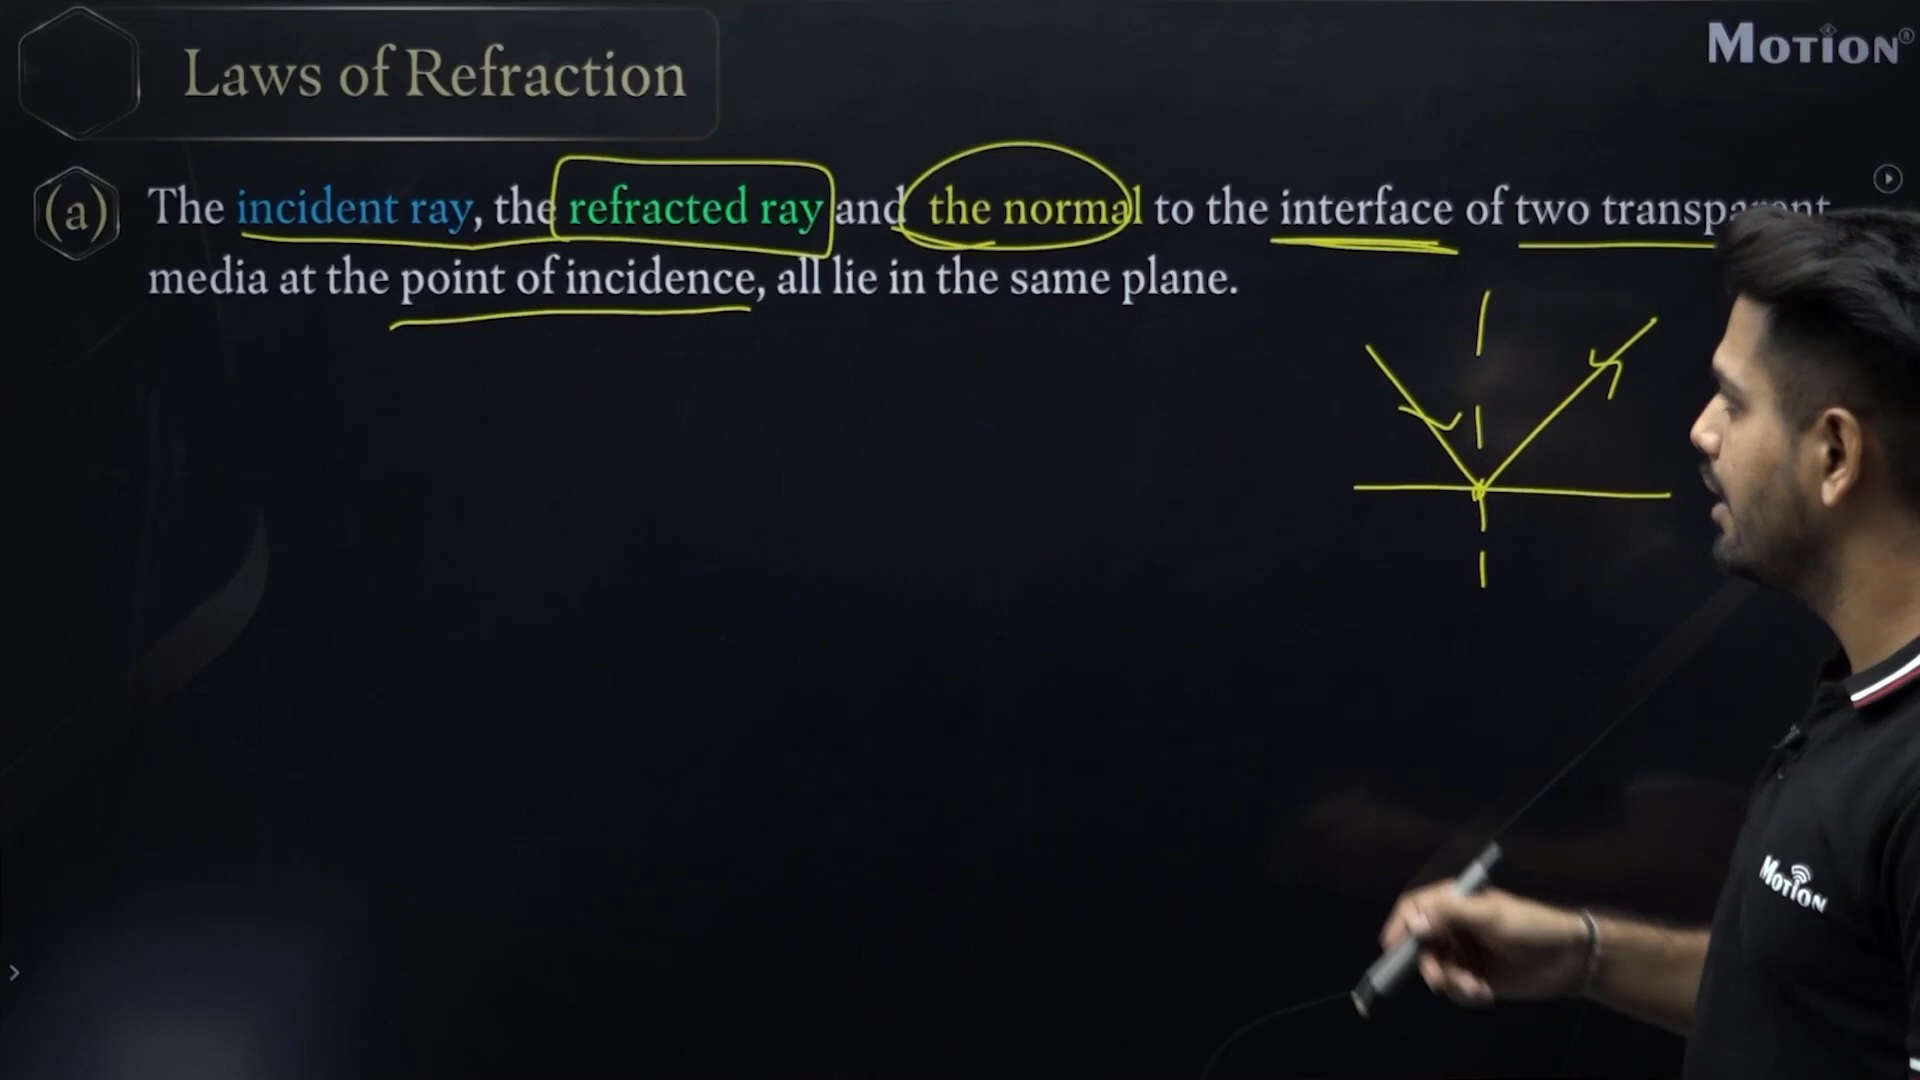 Laws of Refraction
MOTION®
(a)
The incident ray, the refracted ray and the normal to the interface of two transparent
media at the point of incidence, all lie in the same plane.
MOTION